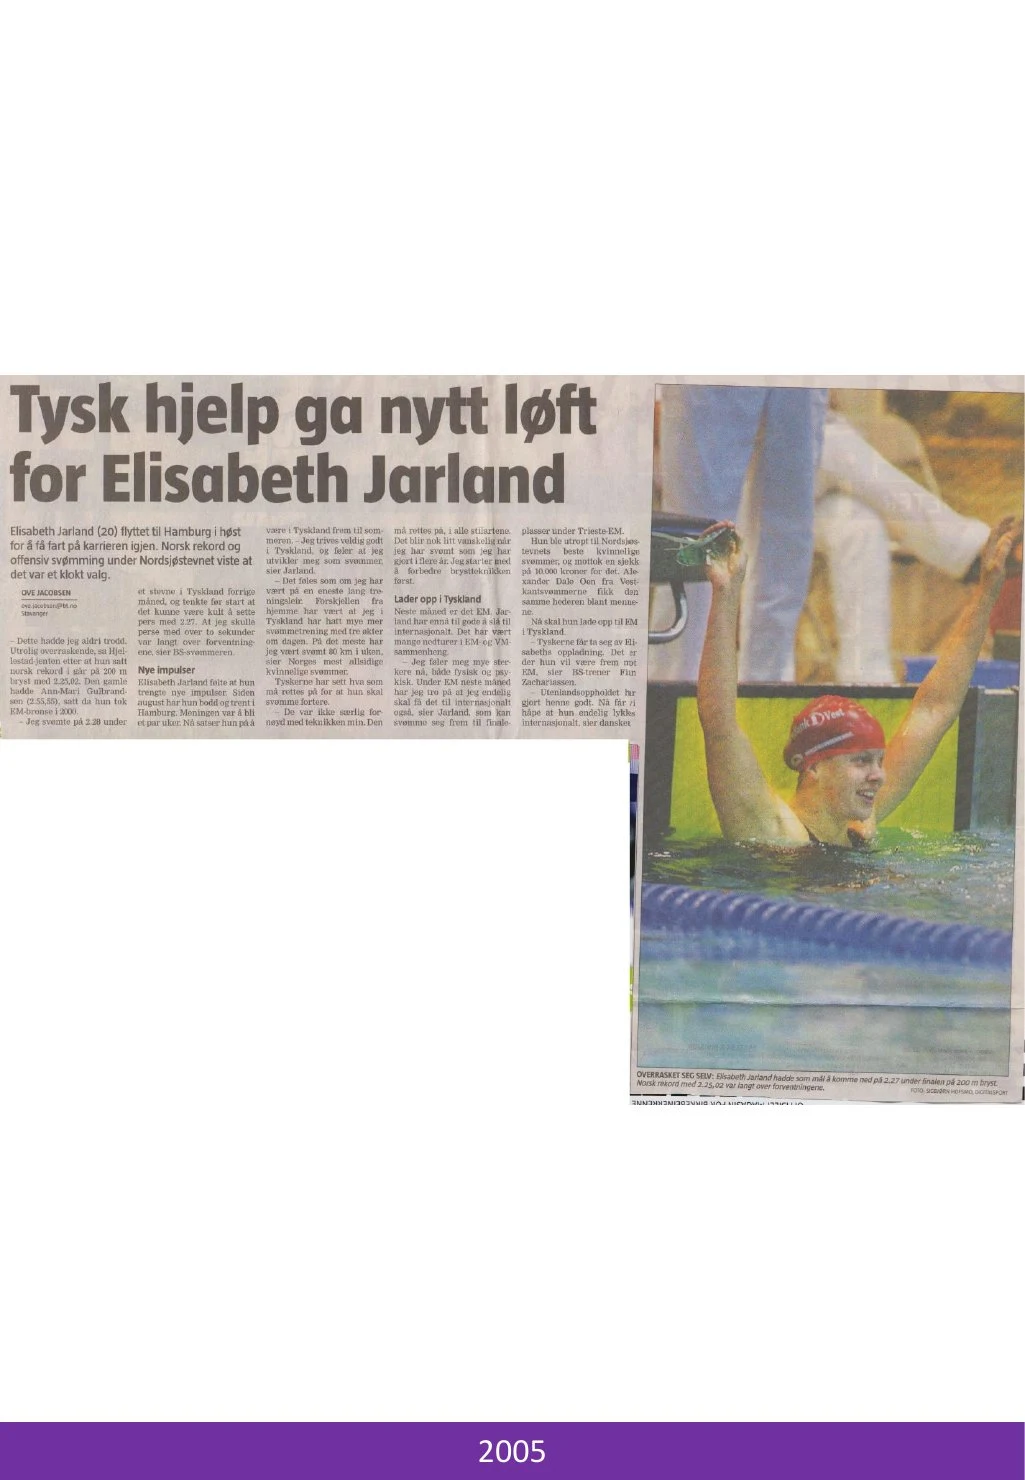 Tysk hjelp ga nytt løft
for Elisabeth Jarland
Elisabeth Jarland (20) flyttet til Hamburg i høst
for å få fart på karrieren igjen. Norsk rekord og
offensiv svømming under Nordsjøstevnet viste at
det var et klokt valg.
OVE JACOBSEN
ove.jacobsen@bt.no
Stavanger
– Dette hadde jeg aldri trodd.
Utrolig overraskende, sa Hjel-
lestad-jenten etter at hun satt
norsk rekord i går på 200 m
bryst med 2.25,02. Den gamle
hadde Ann-Mari Gulbrand-
sen (2.55,55), satt da hun tok
EM-bronse i 2000.
– Jeg svømte på 2.28 under
et stevne i Tyskland forrige
måned, og tenkte før start at
det kunne være kult å sette
pers med 2.27. At jeg skulle
perse med over to sekunder
var langt over forventning-
ene, sier BS-svømmeren.
Nye impulser
Elisabeth Jarland følte at hun
trengte nye impulser. Siden
august har hun bodd og trent i
Hamburg. Meningen var å bli
et par uker. Nå satser hun på å
være i Tyskland frem til som-
meren. – Jeg trives veldig godt
i Tyskland, og føler at jeg
utvikler meg som svømmer,
sier Jarland.
– Det føles som om jeg har
vært på en eneste lang tre-
ningsleir. Forskjellen fra
hjemme har vært at jeg i
Tyskland har hatt mye mer
svømmetrening med tre økter
om dagen. På det meste har
jeg vært svømt 80 km i uken,
sier Norges mest allsidige
kvinnelige svømmer.
Tyskerne har sett hva som
må rettes på for at hun skal
svømme fortere.
– De var ikke særlig for-
nøyd med teknikken min. Den
må rettes på, i alle stilartene.
Det blir nok litt vanskelig når
jeg har svømt som jeg har
gjort i flere år. Jeg starter med
å forbedre brystteknikken
først.
Lader opp i Tyskland
Neste måned er det EM. Jar-
land har ennå til gode å slå til
internasjonalt. Det har vært
mange nedturer i EM-og VM-
sammenheng.
– Jeg føler meg mye ster-
kere nå, både fysisk og psy-
kisk. Under EM neste måned
har jeg tro på at jeg endelig
skal få det til internasjonalt
også, sier Jarland, som kan
svømme seg frem til finale-
plasser under Trieste-EM.
Hun ble utropt til Nordsjøs-
tevnets beste kvinnelige
svømmer, og mottok en sjekk
på 10.000 kroner for det. Ale-
xander Dale Oen fra Vest-
kantsvømmerne fikk den
samme hederen blant menne-
ne.
Nå skal hun lade opp til EM
i Tyskland.
– Tyskerne får ta seg av Eli-
sabeths oppladning. Det er
der hun vil være frem mot
EM, sier BS-trener Finn
Zachariassen.
– Utenlandsoppholdet har
gjort henne godt. Nå får vi
håpe at hun endelig lykkes
internasjonalt, sier dansken
Vest
OVERRASKET SEG SELV: Elisabeth Jarland hadde som mål å komme ned på 2.27 under finalen på 200 m bryst.
Norsk rekord med 2.25,02 var langt over forventningene.
FOTO: SIGBJØRN HOFSMO, DIGITALSPORT
2005